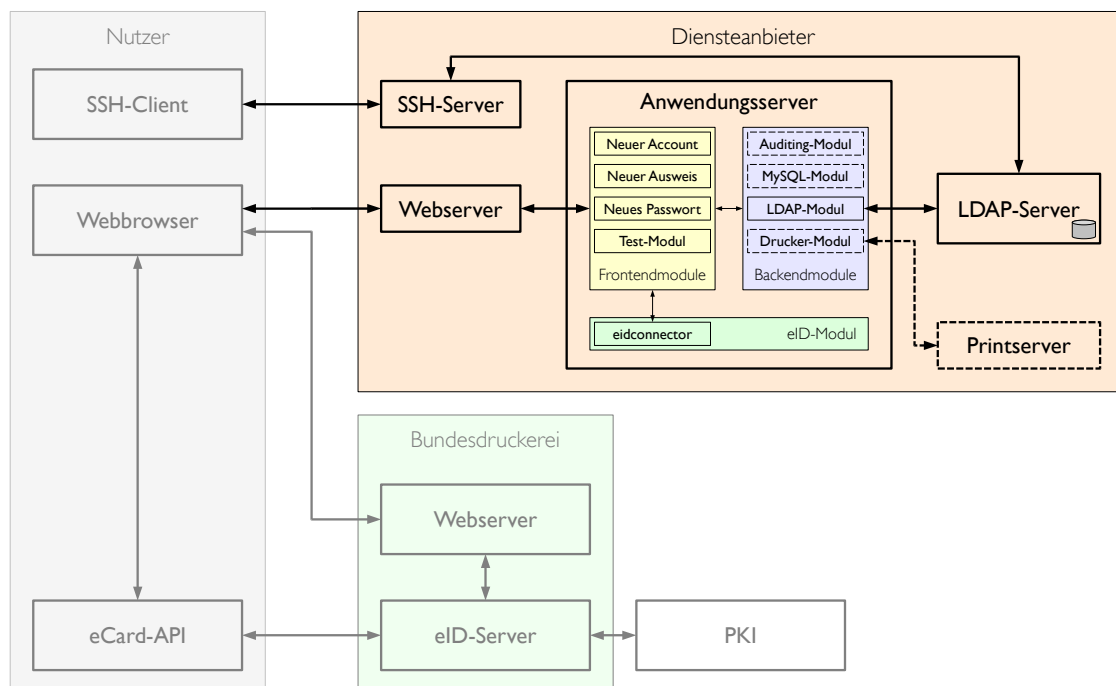 Nutzer
SSH-Client
Webbrowser
eCard-API
Diensteanbieter
SSH-Server
Webserver
Anwendungsserver
Neuer Account
Neuer Ausweis
Neues Passwort
Test-Modul
Frontendmodule
Auditing-Modul
MySQL-Modul
LDAP-Modul
Drucker-Modul
Backendmodule
eidconnector
eID-Modul
LDAP-Server
Printserver
Bundesdruckerei
Webserver
eID-Server
PKI